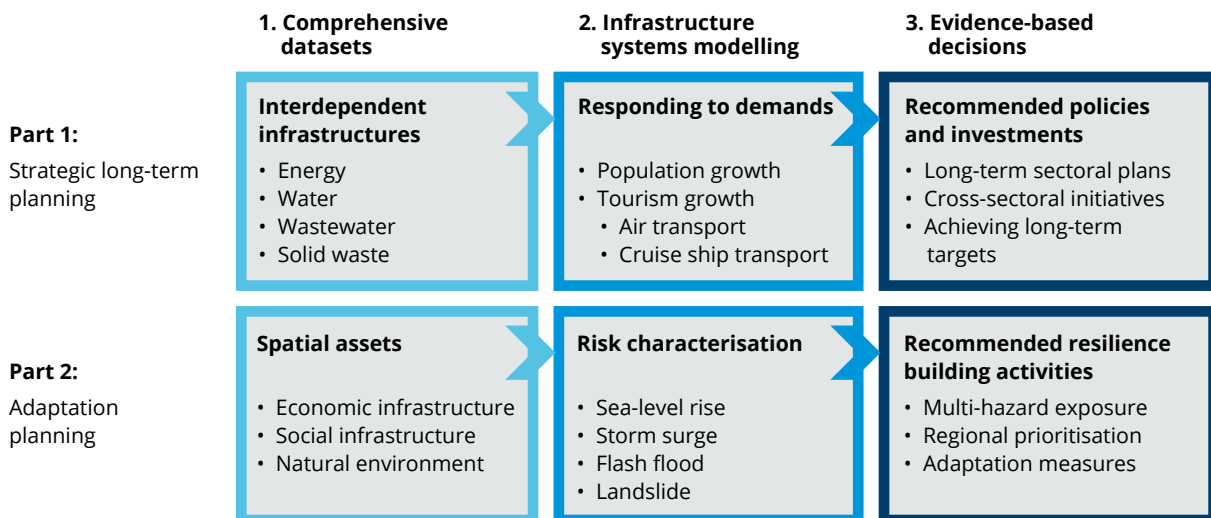 1. Comprehensive
datasets
2. Infrastructure
systems modelling
3. Evidence-based
decisions
Part 1:
Strategic long-term
planning
Interdependent
infrastructures
• Energy
• Water
• Wastewater
• Solid waste
Responding to demands
• Population growth
• Tourism growth
• Air transport
• Cruise ship transport
Recommended policies
and investments
• Long-term sectoral plans
• Cross-sectoral initiatives
• Achieving long-term
targets
Part 2:
Adaptation
planning
Spatial assets
• Economic infrastructure
• Social infrastructure
• Natural environment
Risk characterisation
• Sea-level rise
• Storm surge
• Flash flood
• Landslide
Recommended resilience
building activities
• Multi-hazard exposure
• Regional prioritisation
• Adaptation measures